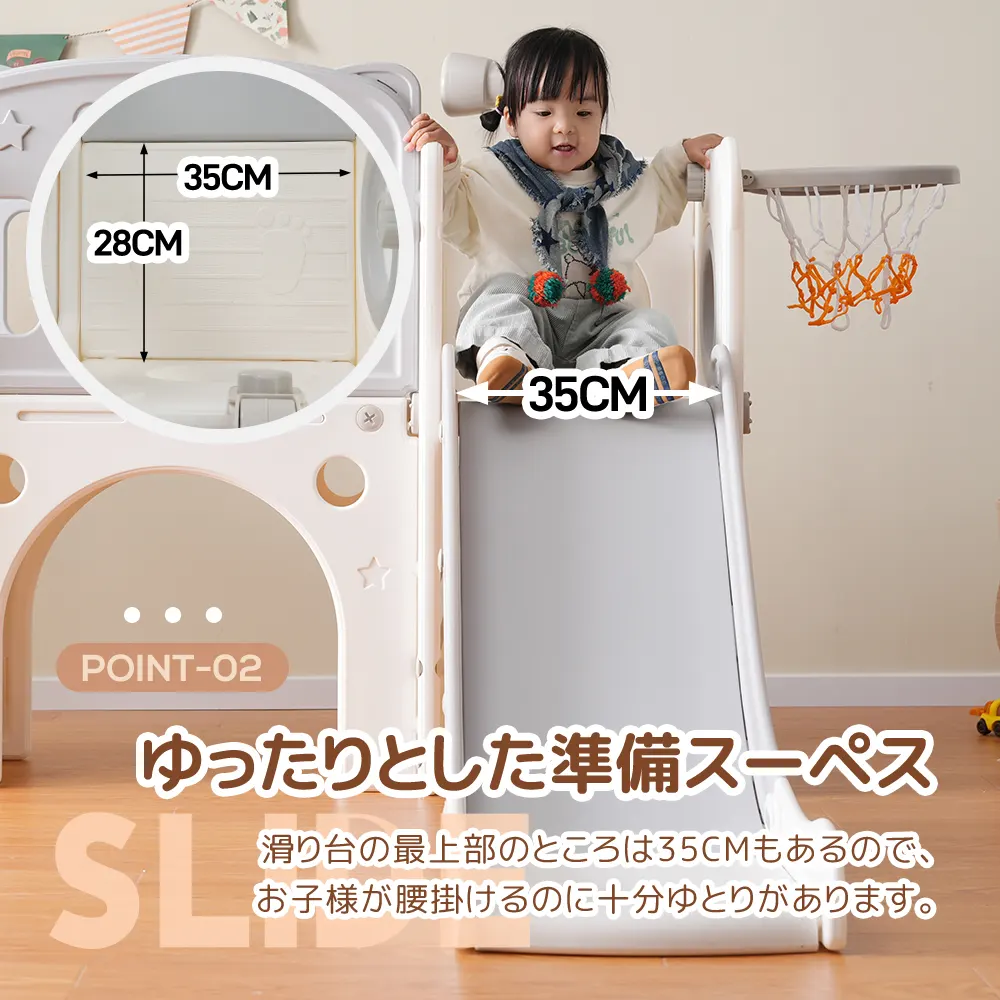 35CM
28CM
35CM
POINT-02
ゆったりとした準備スーペス
SLIDE
滑り台の最上部のところは35CMもあるので、
お子様が腰掛けるのに十分ゆとりがあります。